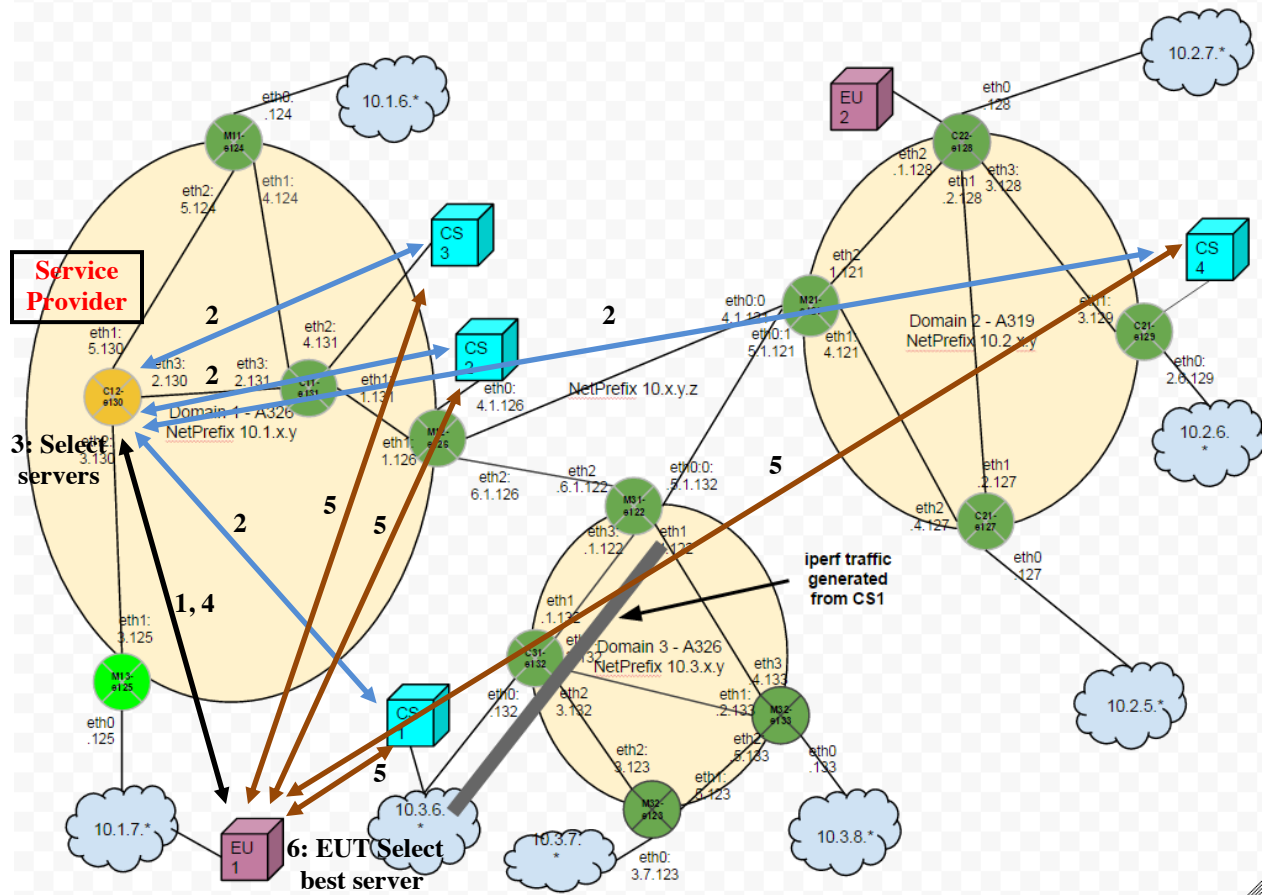 10.2.7.*
eth0
.128
EU
2
C22-
e128
eth0:
.124
10.1.6.*
M11-
e124
eth2
.1.128
eth1
.2.128
eth3:
3.128
eth2:
5.124
eth1:
4.124
CS
3
CS
4
Service
Provider
2
2
eth2
1.121
eth0:0
4.1.121
M21-
eth0:1
5.1.121
eth1:
4.121
Domain 2 - A319
NetPrefix 10.2.x.y
eth1:
3.129
C21-
e129
eth1:
5.130
eth2:
4.131
CS
2
eth0:
2.6.129
eth3:
2.130
2
eth3:
2.131
C11-
e131
eth1:
1.131
eth0:
4.1.126
NetPrefix 10.x.y.z
C12-
e130
Domain 1 - A326
NetPrefix 10.1.x.y
10.2.6.
*
3: Select
servers
3.130
eth1:
1.126
eth2:
6.1.126
eth2
.6.1.122
eth0:0:
.5.1.132
5
eth1
.2.127
5
5
2
M31-
e122
eth2
.4.127
C21-
e127
eth3:
.1.122
eth1
iperf traffic
generated
from CS1
eth0
.127
1, 4
eth1
.1.132
eth1:
3.125
C31-
e132
Domain 3 - A326
NetPrefix 10.3.x.y
M13-
e125
eth0:
.132
eth2
3.132
eth3
4.133
eth1:
.2.133
M32-
e133
10.2.5.*
eth0
.125
CS
1
eth2:
3.123
eth2
.5.133
eth0
.133
5
eth1:
5.123
10.1.7.*
10.3.6.
*
M32-
e123
10.3.8.*
EU
1
6: EUT Select
best server
10.3.7.
*
eth0:
3.7.123